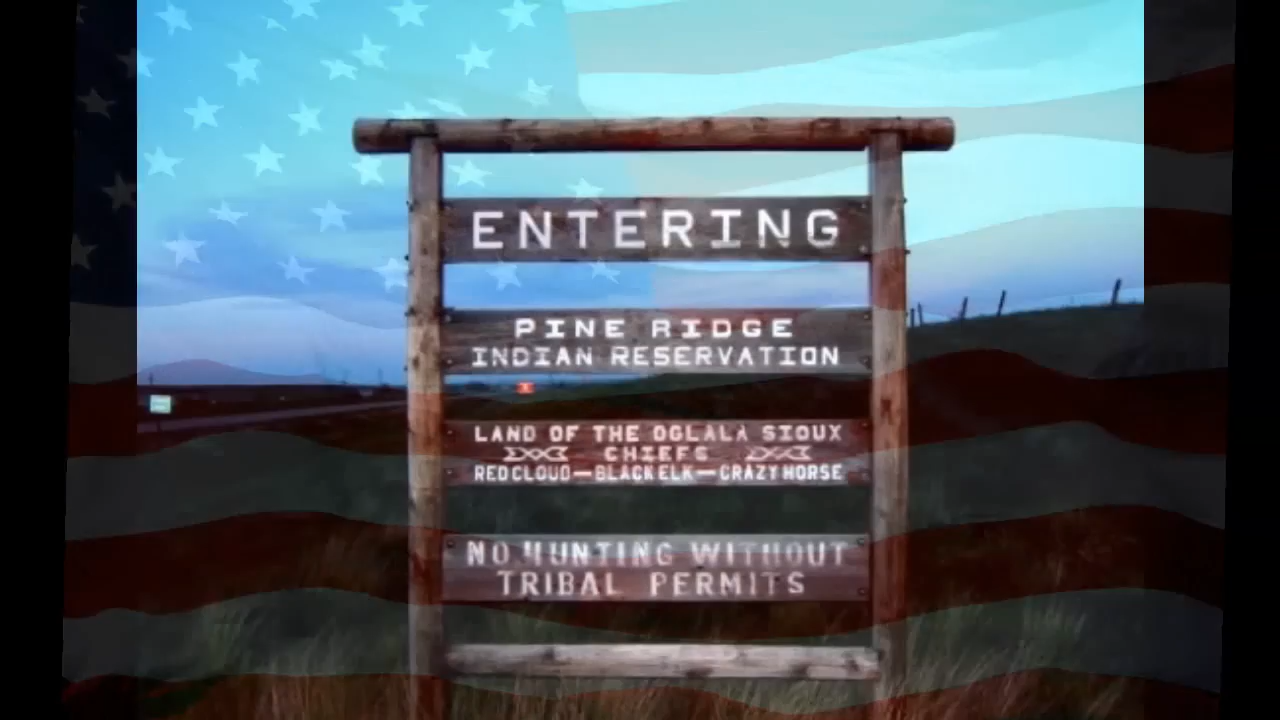 ENTERING
PINE RIDGE
INDIAN RESERVATION
LAND OF THE OGLALA SIOUX
CHIEFS
RED CLOUD—BLACK ELK—CRAZY HORSE
NO HUNTING WITHOUT
TRIBAL PERMITS